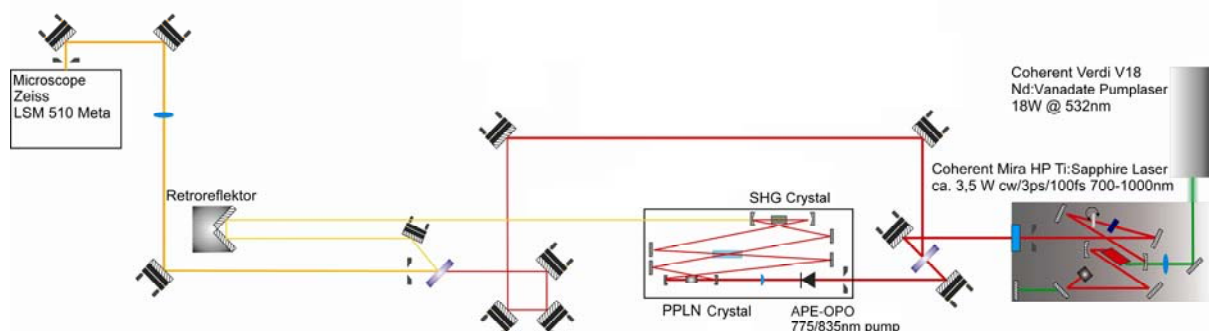 Microscope
Zeiss
LSM 510 Meta
Retroreflektor
SHG Crystal
PPLN Crystal
APE-OPO
775/835nm pump
Coherent Verdi V18
Nd:Vanadate Pumplaser
18W @ 532nm
Coherent Mira HP Ti:Sapphire Laser
ca. 3,5 W cw/3ps/100fs 700-1000nm